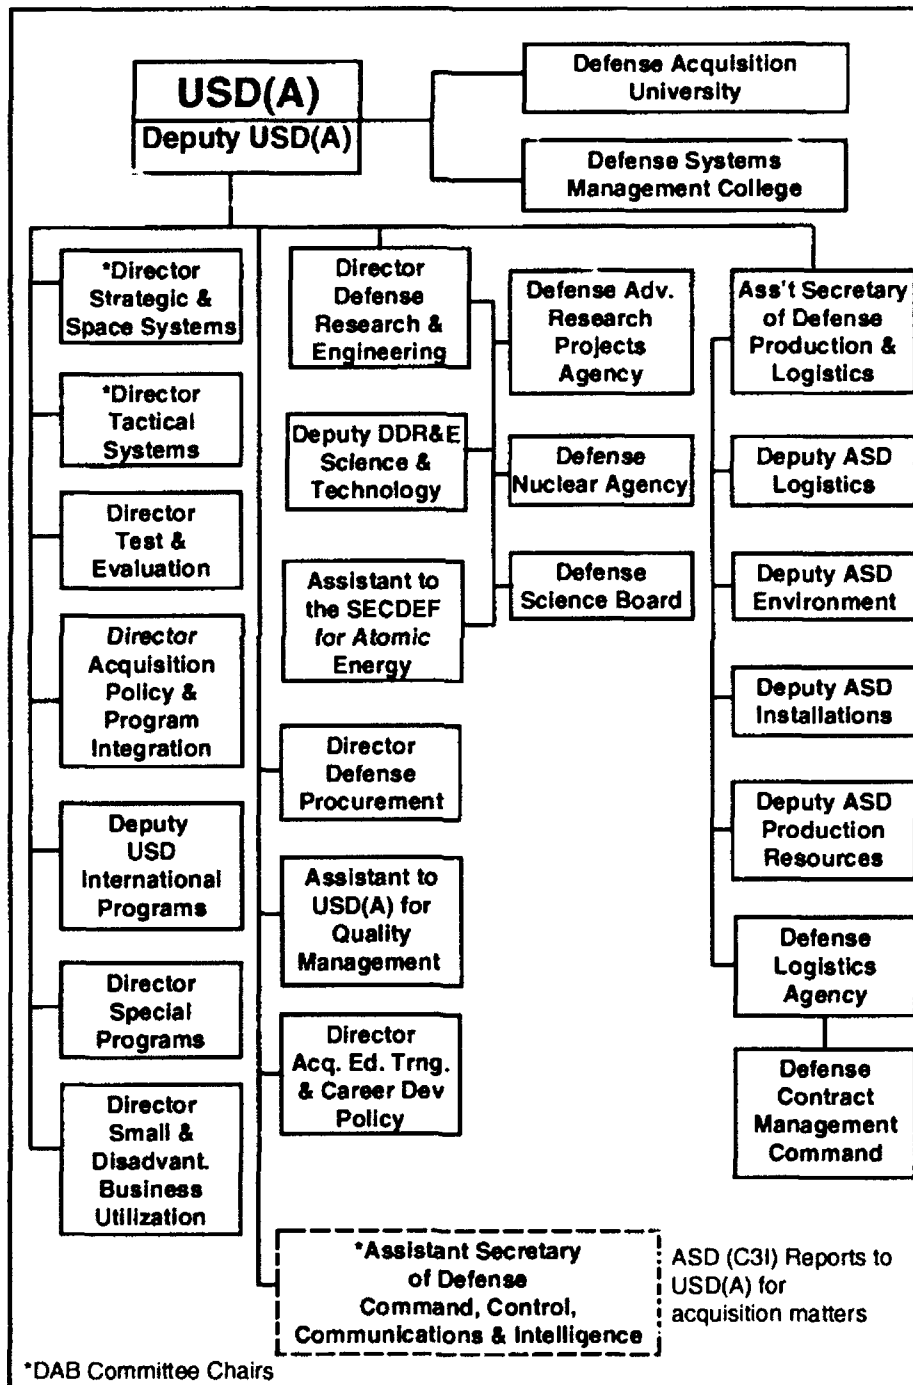 USD(A)
Deputy USD(A)
Defense Acquisition
University
Defense Systems
Management College
*Director
Strategic &
Space Systems
*Director
Tactical
Systems
Director
Test &
Evaluation
Director
Acquisition
Policy &
Program
Integration
Deputy
USD
International
Programs
Director
Special
Programs
Director
Small &
Disadvant.
Business
Utilization
Director
Defense
Research &
Engineering
Deputy DDR&E
Science &
Technology
Assistant to
the SECDEF
for Atomic
Energy
Defense Adv.
Research
Projects
Agency
Defense
Nuclear Agency
Defense
Science Board
Director
Defense
Procurement
Assistant to
USD(A) for
Quality
Management
Director
Acq. Ed. Trng.
& Career Dev
Policy
Ass't Secretary
of Defense
Production &
Logistics
Deputy ASD
Logistics
Deputy ASD
Environment
Deputy ASD
Installations
Deputy ASD
Production
Resources
Defense
Logistics
Agency
Defense
Contract
Management
Command
*Assistant Secretary
of Defense
Command, Control,
Communications & Intelligence
ASD (C3I) Reports to
USD(A) for
acquisition matters
*DAB Committee Chairs